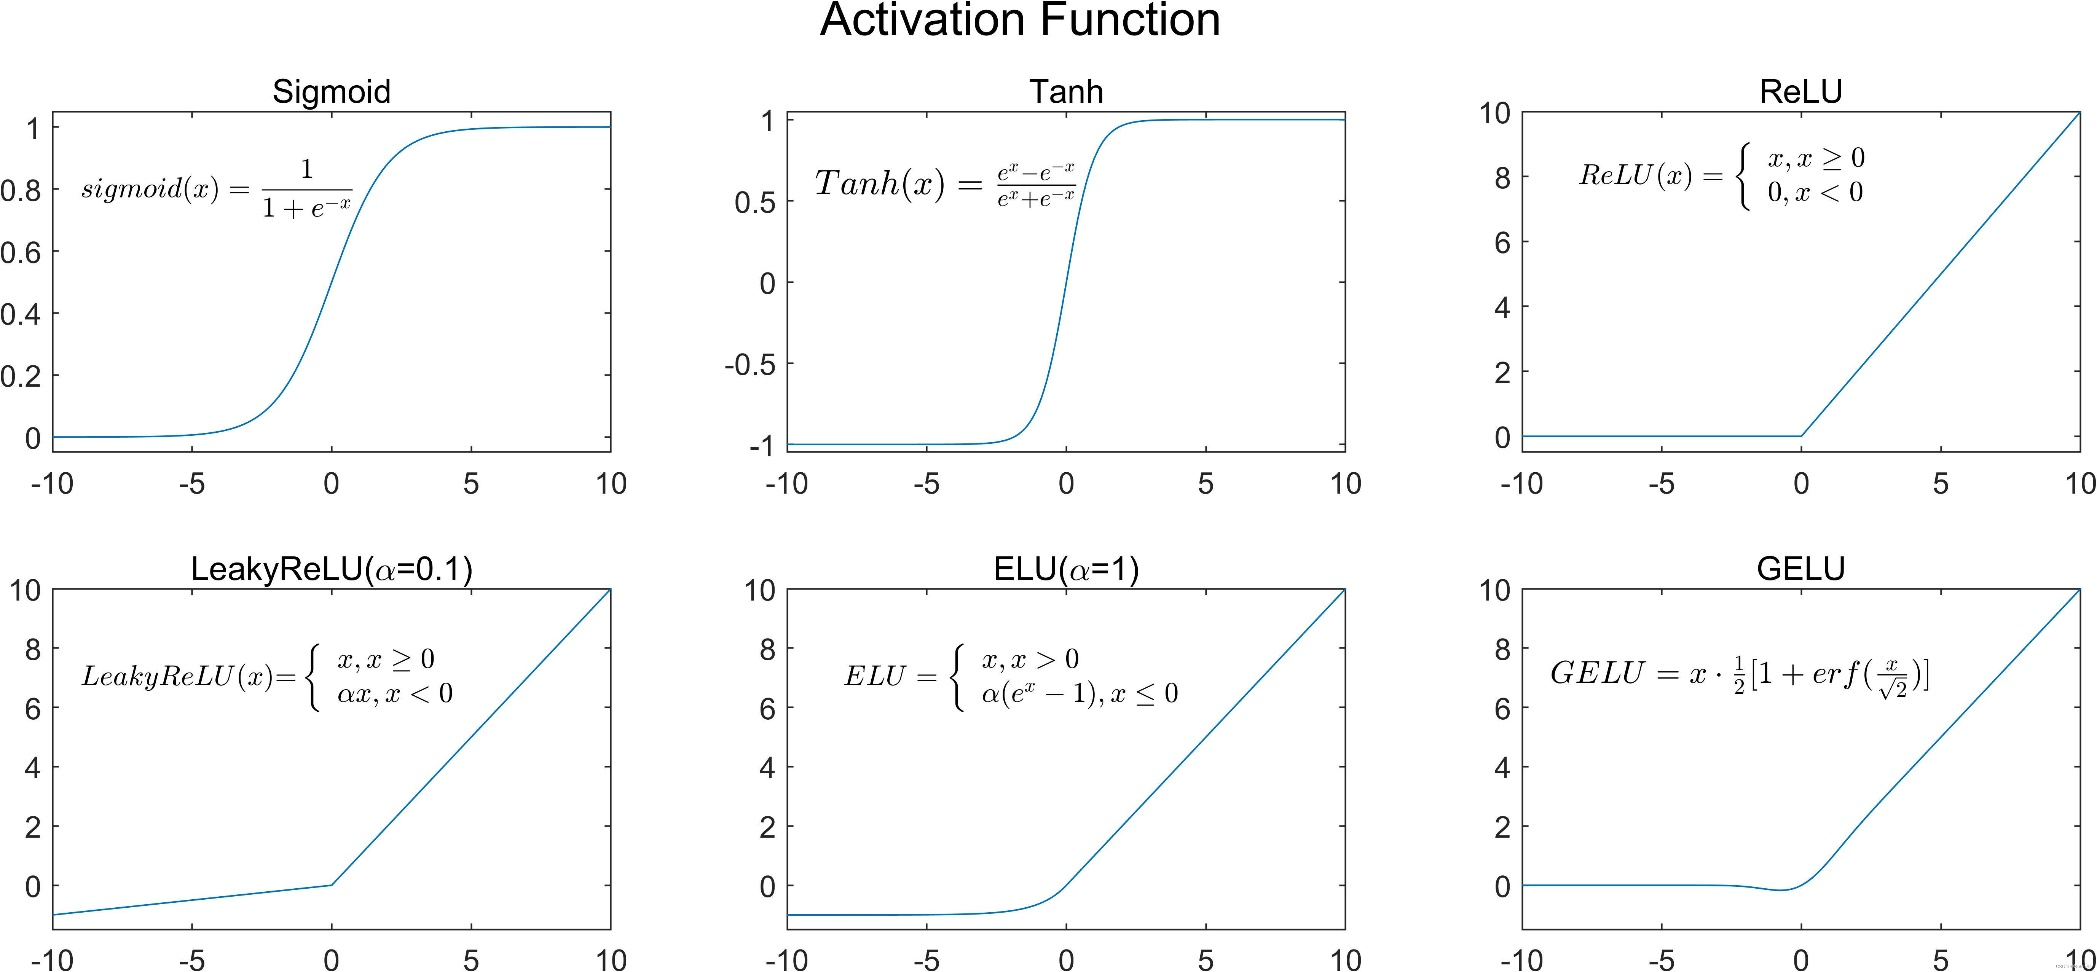 Activation Function
Sigmoid
1
0.8
0.6
0.4
0.2
0
-10 -5 0 5 10
sigmoid(x) = \frac{1}{1 + e^{-x}}
Tanh
1
0.5
0
-0.5
-1
-10 -5 0 5 10
Tanh(x) = \frac{e^x - e^{-x}}{e^x + e^{-x}}
ReLU
10
8
6
4
2
0
-10 -5 0 5 10
ReLU(x) = { x, x ≥ 0
0, x < 0
LeakyReLU(α=0.1)
10
8
6
4
2
0
-10 -5 0 5 10
LeakyReLU(x)= { x, x ≥ 0
αx, x < 0
ELU(α=1)
10
8
6
4
2
0
-10 -5 0 5 10
ELU = { x, x > 0
α(e^x − 1), x ≤ 0
GELU
10
8
6
4
2
0
-10 -5 0 5 10
GELU = x · \frac{1}{2}[1 + erf(\frac{x}{\sqrt{2}})]